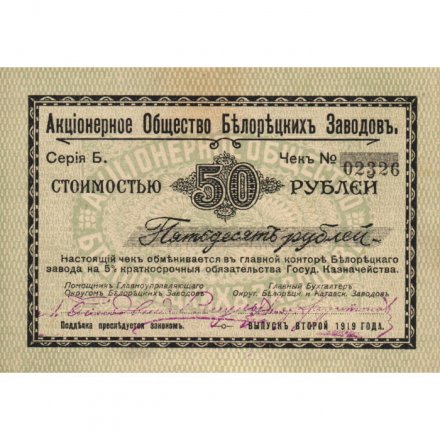 Акціонерное Общество Бѣлорѣцкихъ Заводовъ.
Серія Б. Чекъ № 02326
СТОИМОСТЬЮ 50 РУБЛЕЙ
Пятьдесятъ рублей
Настоящій чекъ обмѣнивается въ главной конторѣ Бѣлорѣцкаго
завода на 5% краткосрочныя обязательства Госуд. Казначейства.
Помощникъ Главноуправляющаго Главный Бухгалтеръ
Округомъ Бѣлорѣцкихъ Заводовъ Округ. Бѣлорѣцк. и Катавск. Заводовъ
Поддѣлка преслѣдуется закономъ. ВЫПУСКЪ ВТОРОЙ 1919 ГОДА.